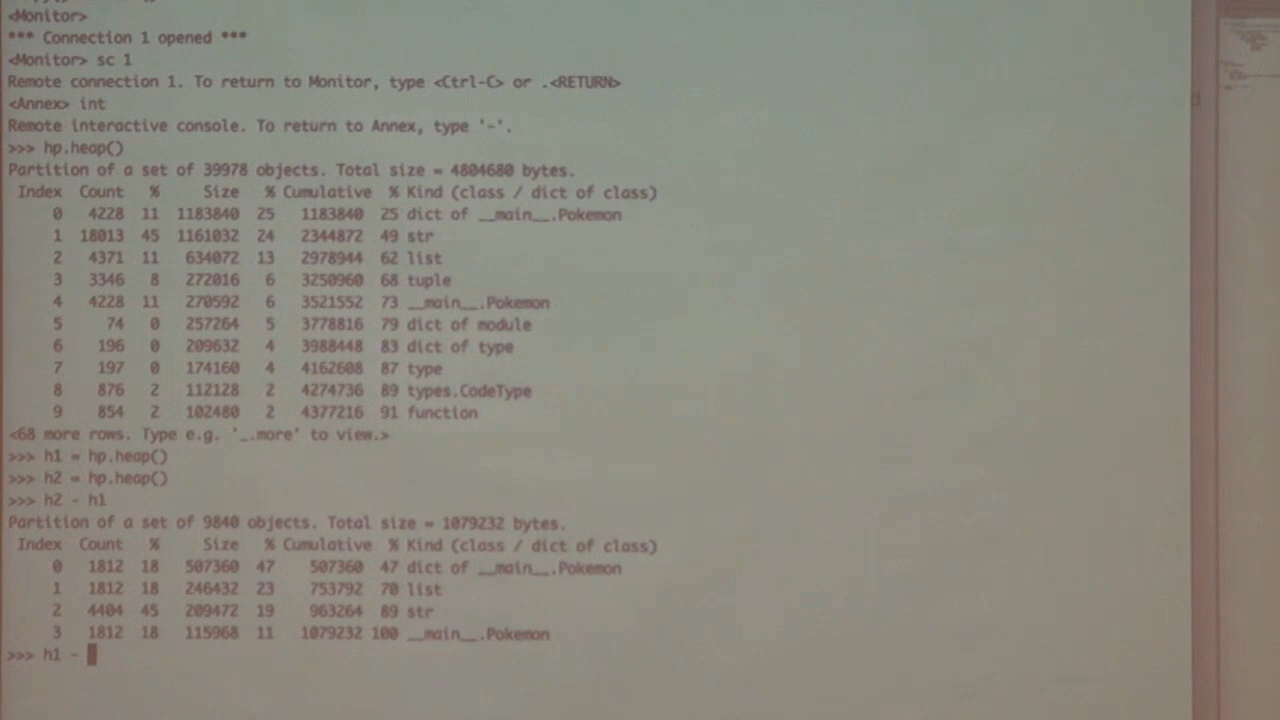 <Monitor>
*** Connection 1 opened ***
<Monitor> sc 1
Remote connection 1. To return to Monitor, type <Ctrl-C> or .<RETURN>
<Annex> int
Remote interactive console. To return to Annex, type '-'.
>>> hp.heap()
Partition of a set of 39978 objects. Total size = 4804680 bytes.
Index Count % Size % Cumulative % Kind (class / dict of class)
0 4228 11 1183840 25 1183840 25 dict of __main__.Pokemon
1 18013 45 1161032 24 2344872 49 str
2 4371 11 634072 13 2978944 62 list
3 3346 8 272016 6 3250960 68 tuple
4 4228 11 270592 6 3521552 73 __main__.Pokemon
5 74 0 257264 5 3778816 79 dict of module
6 196 0 209632 4 3988448 83 dict of type
7 197 0 174160 4 4162608 87 type
8 876 2 112128 2 4274736 89 types.CodeType
9 854 2 102480 2 4377216 91 function
<68 more rows. Type e.g. '_.more' to view.>
>>> h1 = hp.heap()
>>> h2 = hp.heap()
>>> h2 - h1
Partition of a set of 9840 objects. Total size = 1079232 bytes.
Index Count % Size % Cumulative % Kind (class / dict of class)
0 1812 18 507360 47 507360 47 dict of __main__.Pokemon
1 1812 18 246432 23 753792 70 list
2 4404 45 209472 19 963264 89 str
3 1812 18 115968 11 1079232 100 __main__.Pokemon
>>> h1 -